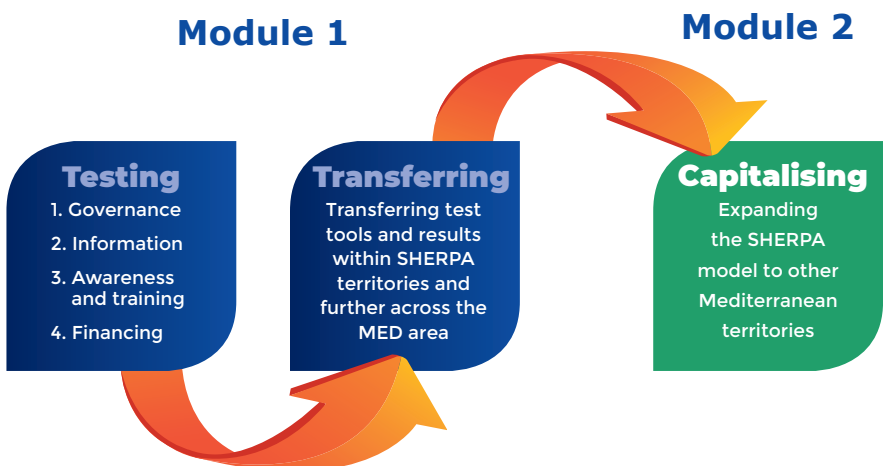 Module 1
Module 2
Testing
1. Governance
2. Information
3. Awareness
and training
4. Financing
Transferring
Transferring test
tools and results
within SHERPA
territories and
further across the
MED area
Capitalising
Expanding
the SHERPA
model to other
Mediterranean
territories